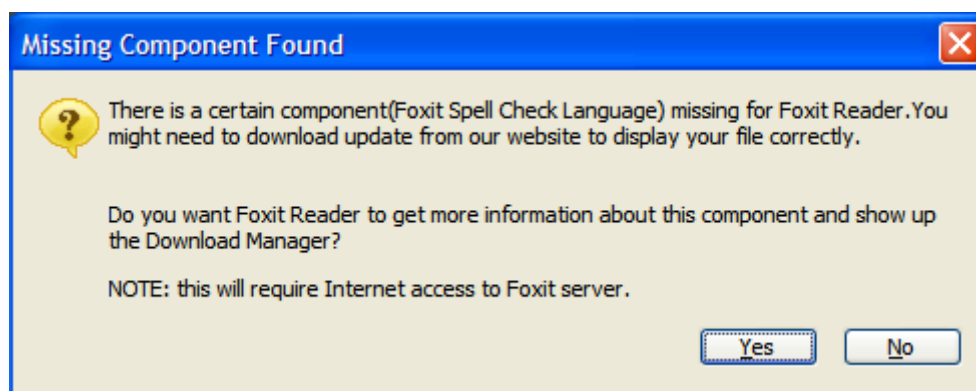 Missing Component Found
There is a certain component(Foxit Spell Check Language) missing for Foxit Reader.You
might need to download update from our website to display your file correctly.
Do you want Foxit Reader to get more information about this component and show up
the Download Manager?
NOTE: this will require Internet access to Foxit server.
Yes No